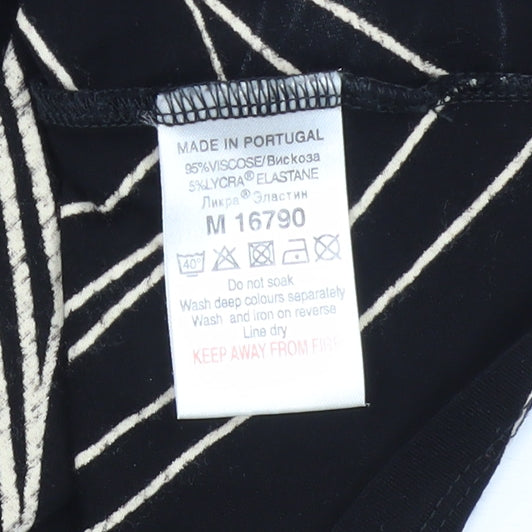 MADE IN PORTUGAL
95%VISCOSE/Вискоза
5%LYCRA® ELASTANE
Ликра® Эластин
M 16790
40°
Do not soak
Wash deep colours separately
Wash and iron on reverse
Line dry
KEEP AWAY FROM FIRE